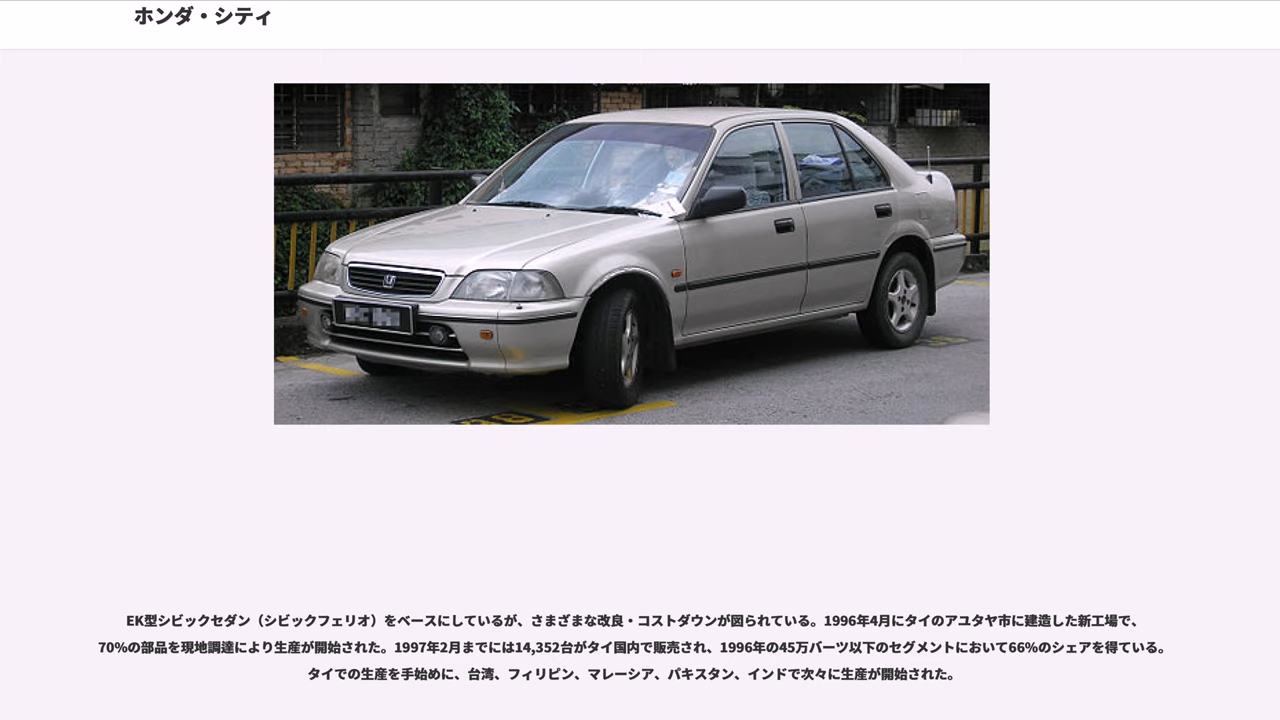 ホンダ・シティ
EK型シビックセダン（シビックフェリオ）をベースにしているが、さまざまな改良・コストダウンが図られている。1996年4月にタイのアユタヤ市に建造した新工場で、
70%の部品を現地調達により生産が開始された。1997年2月までには14,352台がタイ国内で販売され、1996年の45万バーツ以下のセグメントにおいて66%のシェアを得ている。
タイでの生産を手始めに、台湾、フィリピン、マレーシア、パキスタン、インドで次々に生産が開始された。